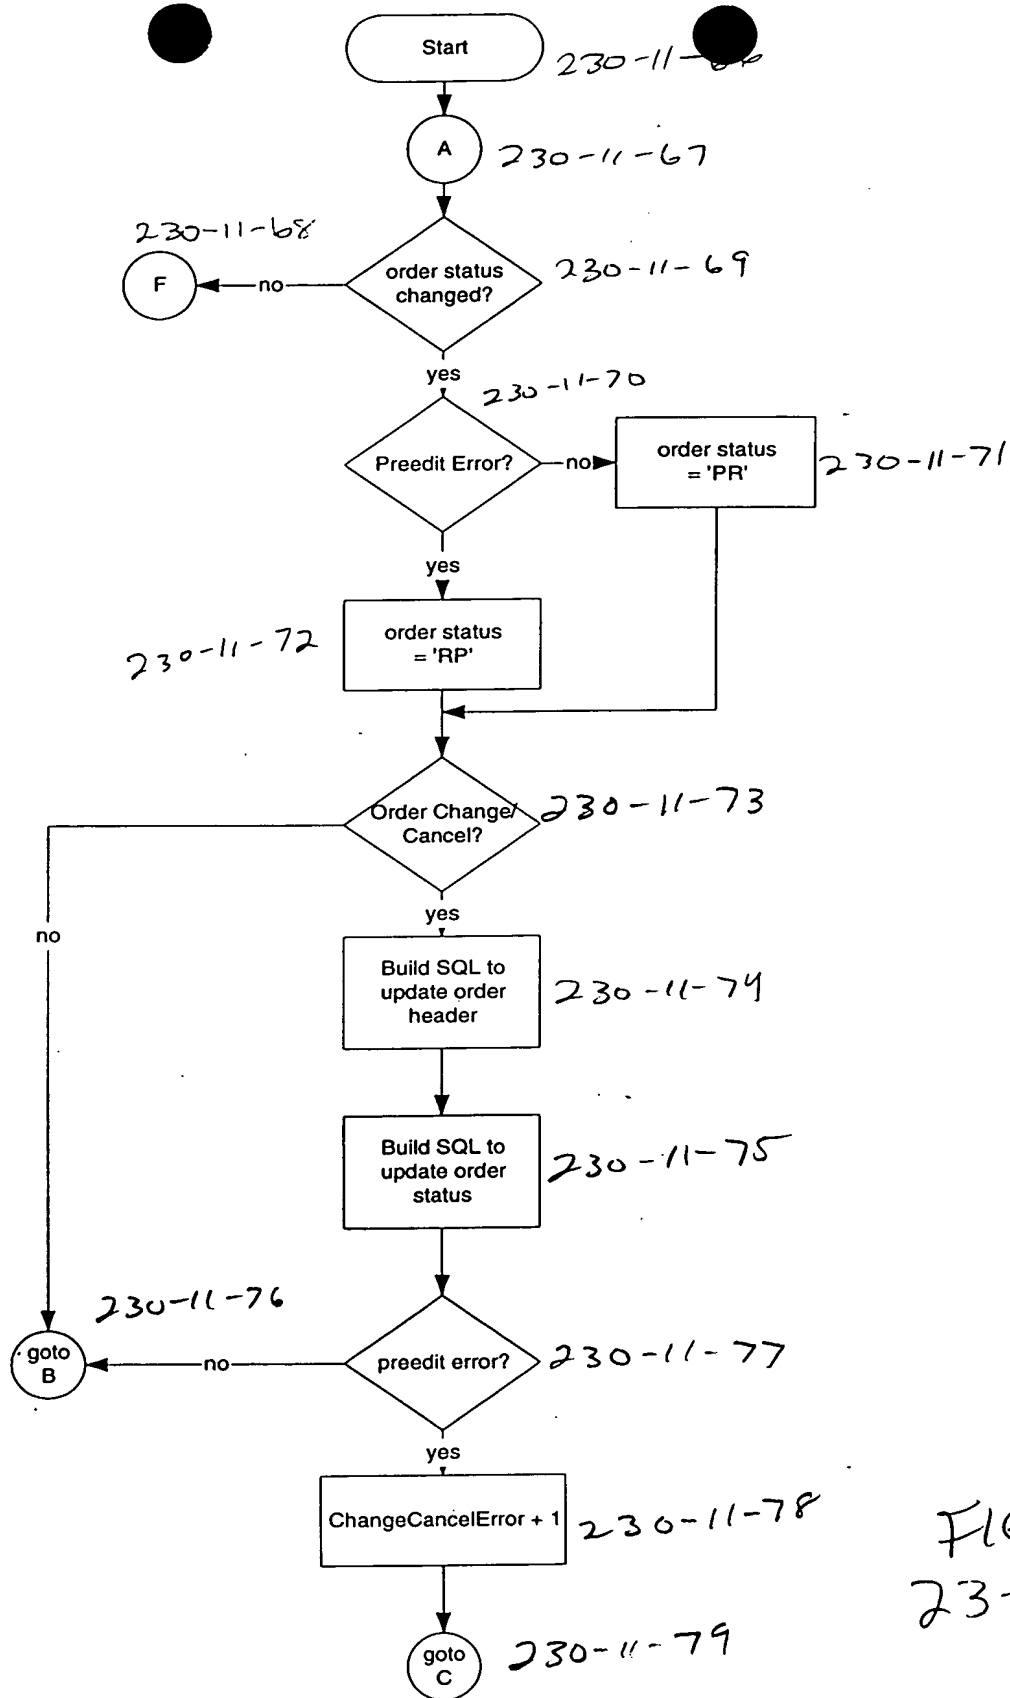 Start
230-11-66
A
230-11-67
230-11-68
F
no
order status
changed?
230-11-69
yes
230-11-70
Preedit Error?
no
order status
= 'PR'
230-11-71
yes
230-11-72
order status
= 'RP'
Order Change/
Cancel?
230-11-73
no
yes
Build SQL to
update order
header
230-11-74
Build SQL to
update order
status
230-11-75
230-11-76
goto
B
no
preedit error?
230-11-77
yes
ChangeCancelError + 1
230-11-78
goto
C
230-11-79
23-